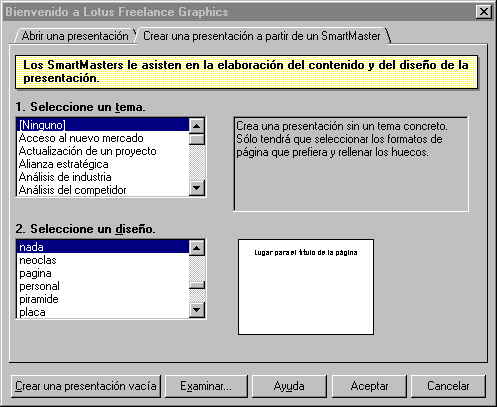 Bienvenido a Lotus Freelance Graphics
Abrir una presentación
Crear una presentación a partir de un SmartMaster
Los SmartMasters le asisten en la elaboración del contenido y del diseño de la
presentación.
1. Seleccione un tema.
[Ninguno]
Acceso al nuevo mercado
Actualización de un proyecto
Alianza estratégica
Análisis de industria
Análisis del competidor
Crea una presentación sin un tema concreto.
Sólo tendrá que seleccionar los formatos de
página que prefiera y rellenar los huecos.
2. Seleccione un diseño.
nada
neoclas
pagina
personal
piramide
placa
Lugar para el título de la página
Crear una presentación vacía
Examinar...
Ayuda
Aceptar
Cancelar